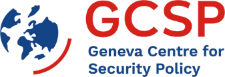 GCSP
Geneva Centre for
Security Policy